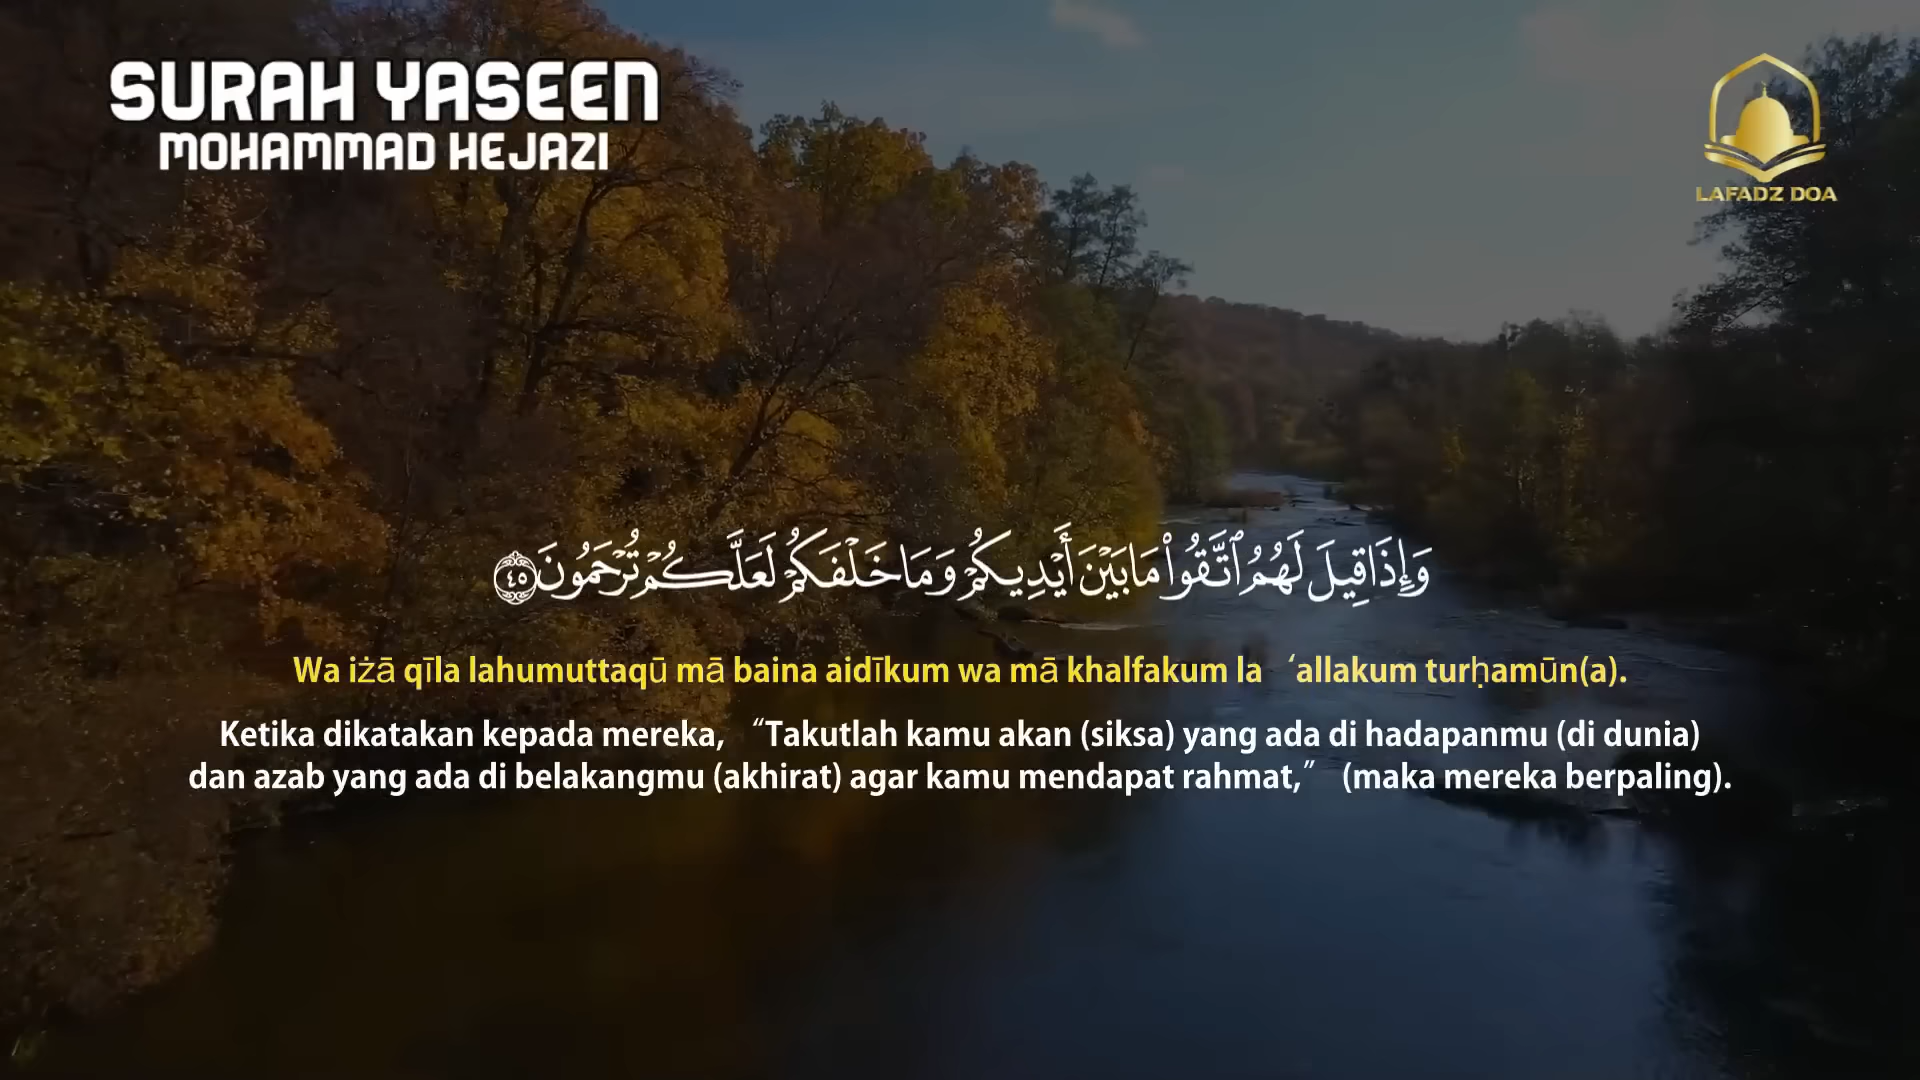 SURAH YASEEN
MOHAMMAD HEJAZI
LAFADZ DOA
وَإِذَا قِيلَ لَهُمُ ٱتَّقُوا۟ مَا بَيْنَ أَيْدِيكُمْ وَمَا خَلْفَكُمْ لَعَلَّكُمْ تُرْحَمُونَ ٤٥
Wa iżā qīla lahumuttaqū mā baina aidīkum wa mā khalfakum la ‘allakum turḥamūn(a).
Ketika dikatakan kepada mereka, “Takutlah kamu akan (siksa) yang ada di hadapanmu (di dunia)
dan azab yang ada di belakangmu (akhirat) agar kamu mendapat rahmat,” (maka mereka berpaling).